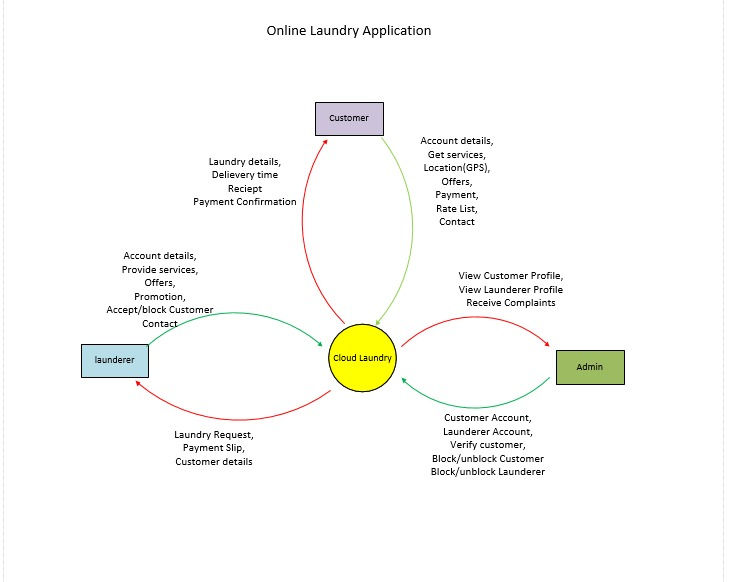 Online Laundry Application
Customer
Account details,
Get services,
Location(GPS),
Offers,
Payment,
Rate List,
Contact
Laundry details,
Delievery time
Reciept
Payment Confirmation
Account details,
Provide services,
Offers,
Promotion,
Accept/block Customer
Contact
View Customer Profile,
View Launderer Profile
Receive Complaints
launderer
Cloud Laundry
Admin
Laundry Request,
Payment Slip,
Customer details
Customer Account,
Launderer Account,
Verify customer,
Block/unblock Customer
Block/unblock Launderer